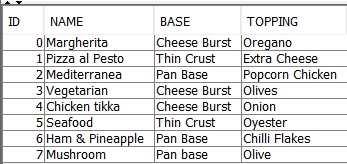 ID NAME BASE TOPPING
0 Margherita Cheese Burst Oregano
1 Pizza al Pesto Thin Crust Extra Cheese
2 Mediterranea Pan Base Popcorn Chicken
3 Vegetarian Cheese Burst Olives
4 Chicken tikka Cheese Burst Onion
5 Seafood Thin Crust Oyester
6 Ham & Pineapple Pan Base Chilli Flakes
7 Mushroom Pan base Olive